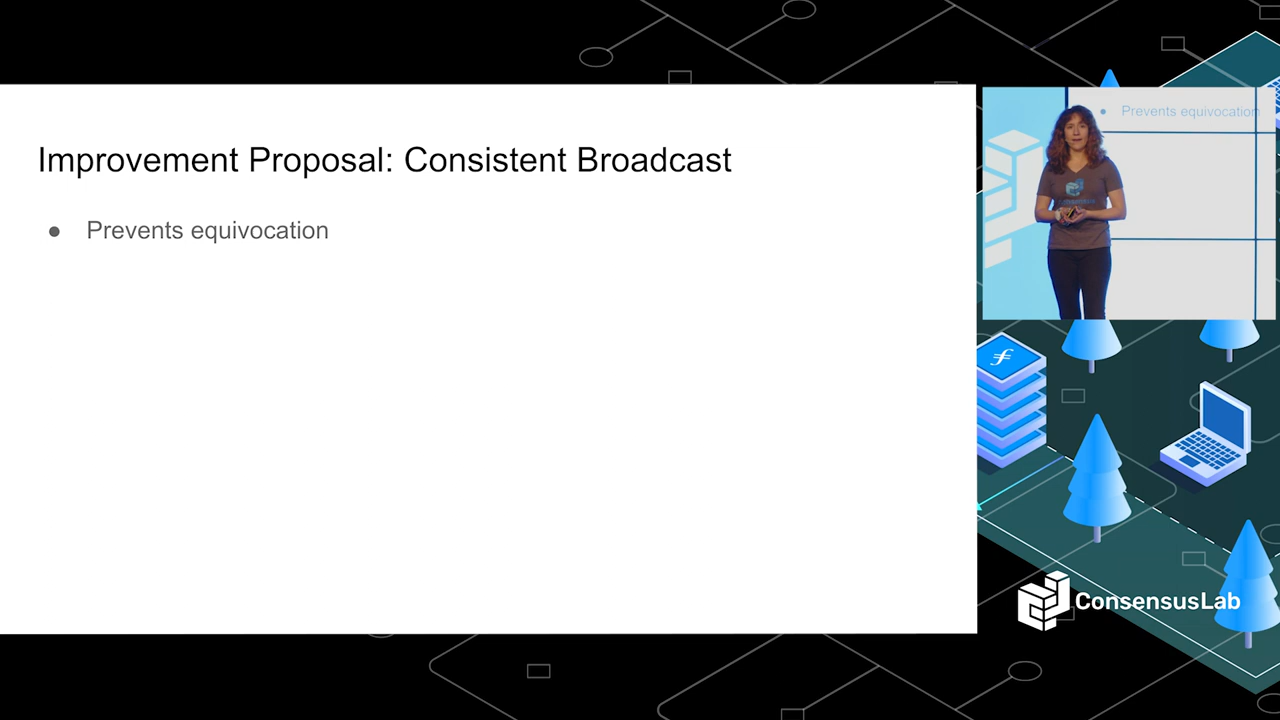 Improvement Proposal: Consistent Broadcast
● Prevents equivocation
● Prevents equivocation
ConsensusLab